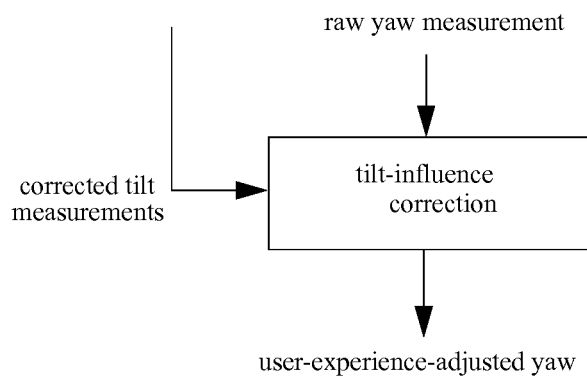 raw yaw measurement
tilt-influence
correction
corrected tilt
measurements
user-experience-adjusted yaw